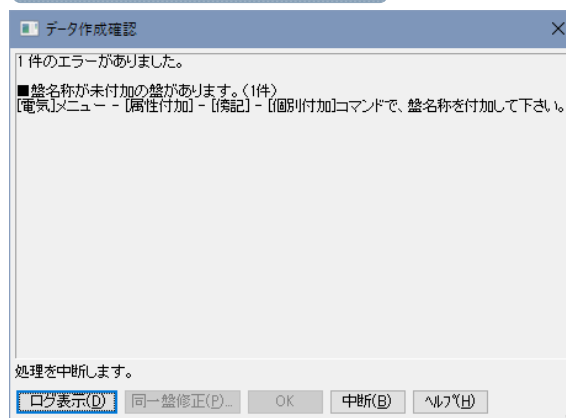 データ作成確認
1件のエラーがありました。
■盤名称が未付加の盤があります。(1件)
[電気]メニュー - [属性付加] - [傍記] - [個別付加]コマンドで、盤名称を付加して下さい。
処理を中断します。
ログ表示(D)
同一盤修正(P)...
OK
中断(B)
ﾍﾙﾌﾟ(H)